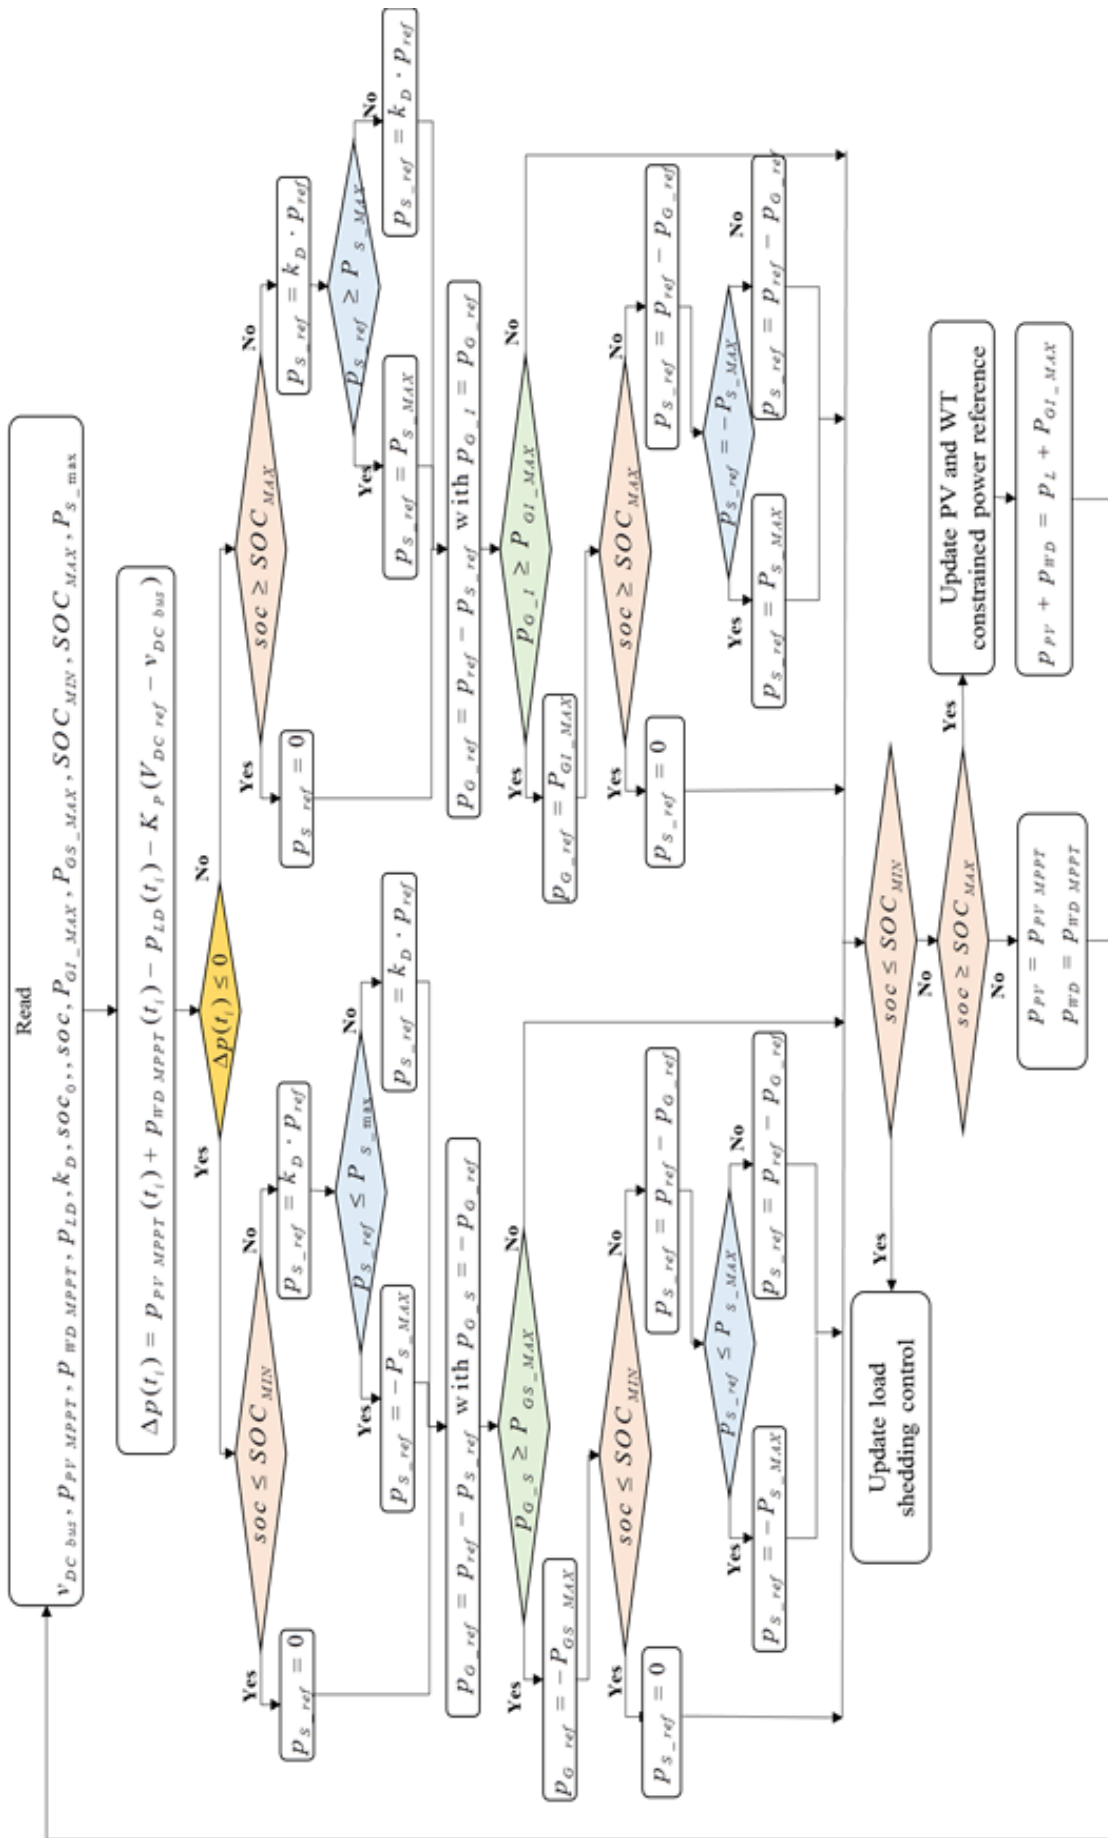 Read
v_DC bus, p_PV MPPT, p_WD MPPT, p_LD, k_D, soc_0,, soc, P_GI_MAX, P_GS_MAX, SOC_MIN, SOC_MAX, P_S_max
Δp(t_i) = p_PV MPPT(t_i) + p_WD MPPT(t_i) − p_LD(t_i) − K_P(V_DC ref − v_DC bus)
Δp(t_i) ≤ 0
Yes
No
soc ≤ SOC_MIN
Yes
No
p_S_ref = 0
p_S_ref = k_D · p_ref
p_S_ref ≤ P_S_max
Yes
No
p_S_ref = −P_S_MAX
p_S_ref = k_D · p_ref
p_G_ref = p_ref − p_S_ref with p_G_S = −p_G_ref
p_G_S ≥ P_GS_MAX
Yes
No
p_G_ref = −P_GS_MAX
soc ≤ SOC_MIN
Yes
No
p_S_ref = 0
p_S_ref = p_ref − p_G_ref
p_S_ref ≤ P_S_MAX
Yes
No
p_S_ref = −P_S_MAX
p_S_ref = p_ref − p_G_ref
soc ≥ SOC_MAX
Yes
No
p_S_ref = 0
p_S_ref = k_D · p_ref
p_S_ref ≥ P_S_MAX
Yes
No
p_S_ref = P_S_MAX
p_S_ref = k_D · p_ref
p_G_ref = p_ref − p_S_ref with p_G_I = p_G_ref
p_G_I ≥ P_GI_MAX
Yes
No
p_G_ref = P_GI_MAX
soc ≥ SOC_MAX
Yes
No
p_S_ref = 0
p_S_ref = p_ref − p_G_ref
p_S_ref = −P_S_MAX
Yes
No
p_S_ref = P_S_MAX
p_S_ref = p_ref − p_G_ref
soc ≤ SOC_MIN
Yes
No
Update load
shedding control
soc ≥ SOC_MAX
Yes
No
Update PV and WT
constrained power reference
p_PV + p_WD = p_L + P_GI_MAX
p_PV = p_PV MPPT
p_WD = p_WD MPPT